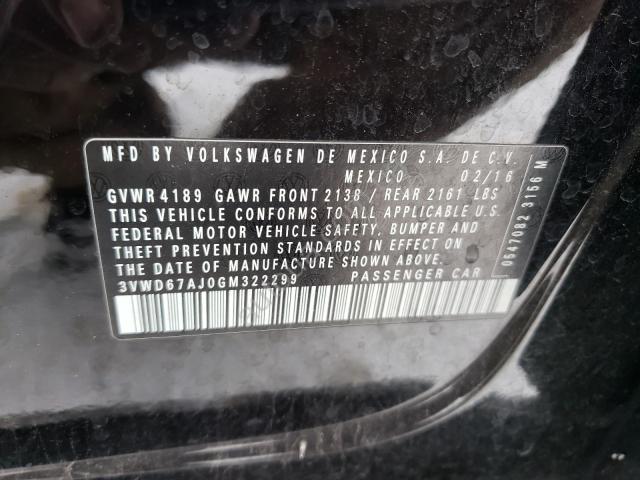 MFD BY VOLKSWAGEN DE MEXICO S.A. DE C.V.
MEXICO 02/16
GVWR 4189 GAWR FRONT 2138 / REAR 2161 LBS
THIS VEHICLE CONFORMS TO ALL APPLICABLE U.S.
FEDERAL MOTOR VEHICLE SAFETY, BUMPER AND
THEFT PREVENTION STANDARDS IN EFFECT ON
THE DATE OF MANUFACTURE SHOWN ABOVE.
3VWD67AJ0GM322299 PASSENGER CAR
0547082 3156 M